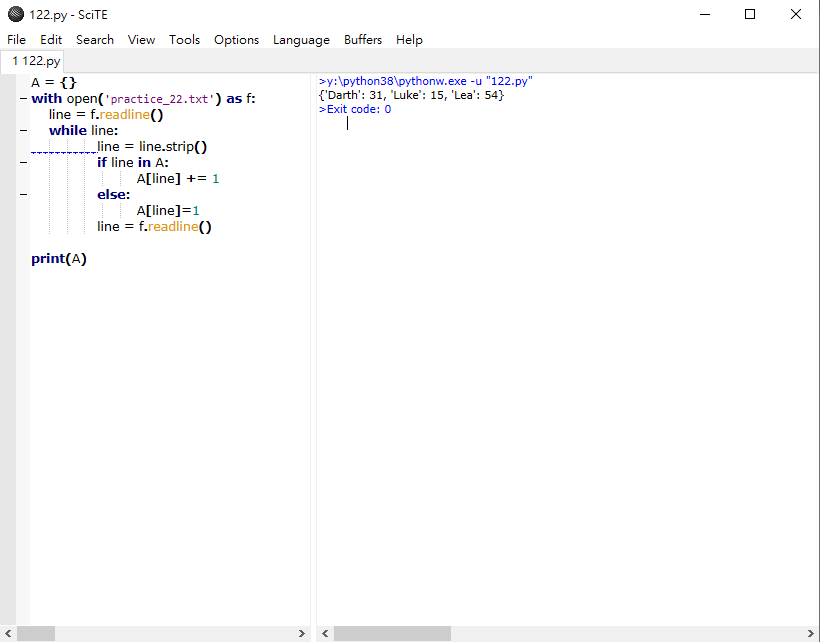 122.py - SciTE
File Edit Search View Tools Options Language Buffers Help
1 122.py
A = {}
with open('practice_22.txt') as f:
line = f.readline()
while line:
line = line.strip()
if line in A:
A[line] += 1
else:
A[line]=1
line = f.readline()
print(A)
>y:\python38\pythonw.exe -u "122.py"
{'Darth': 31, 'Luke': 15, 'Lea': 54}
>Exit code: 0